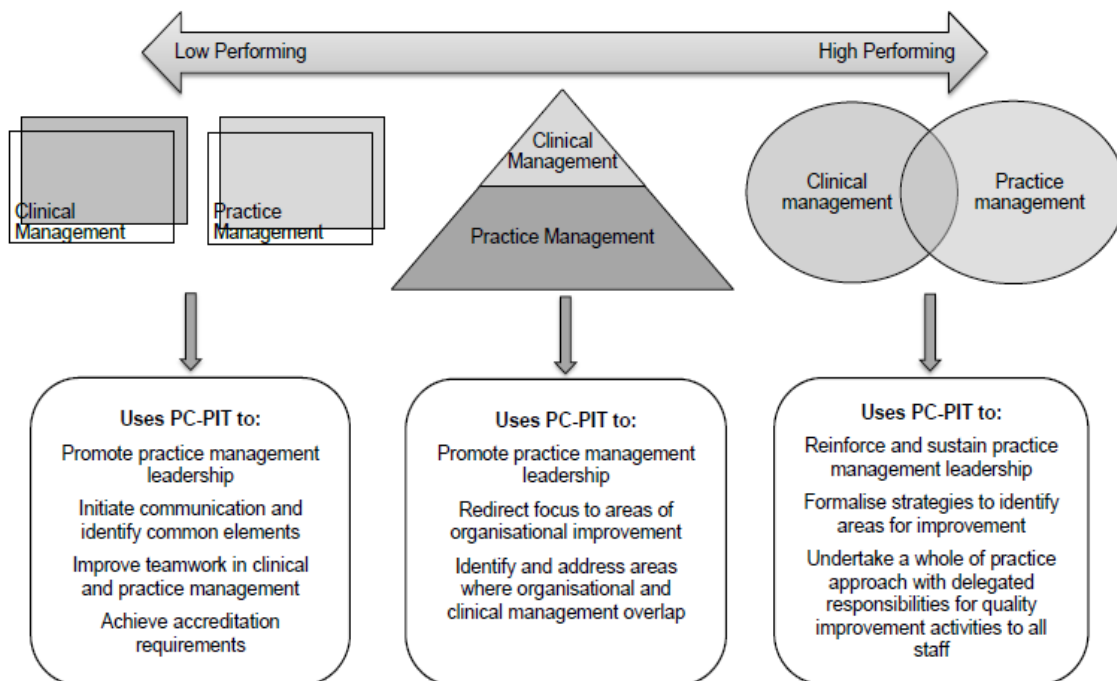 Low Performing
High Performing
Clinical
Management
Practice
Management
Clinical
Management
Practice Management
Clinical
management
Practice
management
Uses PC-PIT to:
Promote practice management
leadership
Initiate communication and
identify common elements
Improve teamwork in clinical
and practice management
Achieve accreditation
requirements
Uses PC-PIT to:
Promote practice management
leadership
Redirect focus to areas of
organisational improvement
Identify and address areas
where organisational and
clinical management overlap
Uses PC-PIT to:
Reinforce and sustain practice
management leadership
Formalise strategies to identify
areas for improvement
Undertake a whole of practice
approach with delegated
responsibilities for quality
improvement activities to all
staff